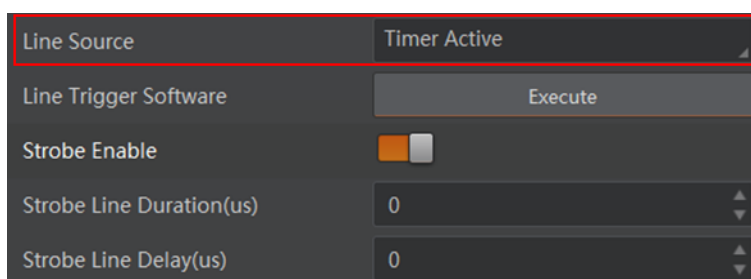 Line Source Timer Active
Line Trigger Software Execute
Strobe Enable
Strobe Line Duration(us) 0
Strobe Line Delay(us) 0